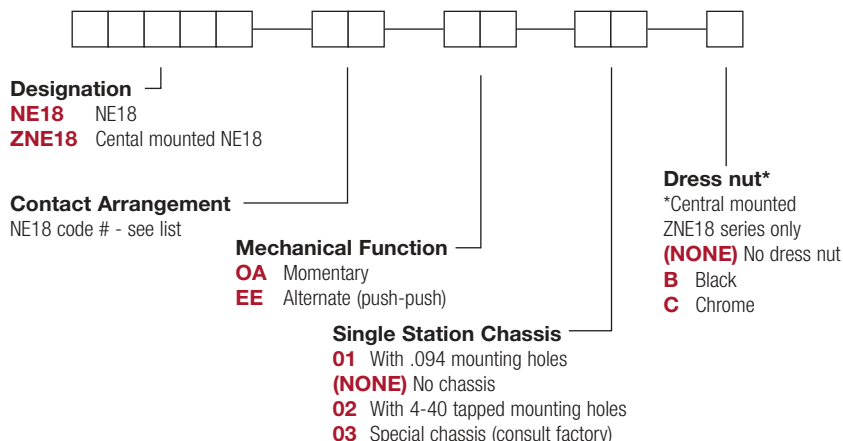 Designation
NE18 NE18
ZNE18 Cental mounted NE18
Contact Arrangement
NE18 code # - see list
Mechanical Function
OA Momentary
EE Alternate (push-push)
Single Station Chassis
01 With .094 mounting holes
(NONE) No chassis
02 With 4-40 tapped mounting holes
03 Special chassis (consult factory)
Dress nut*
*Central mounted
ZNE18 series only
(NONE) No dress nut
B Black
C Chrome